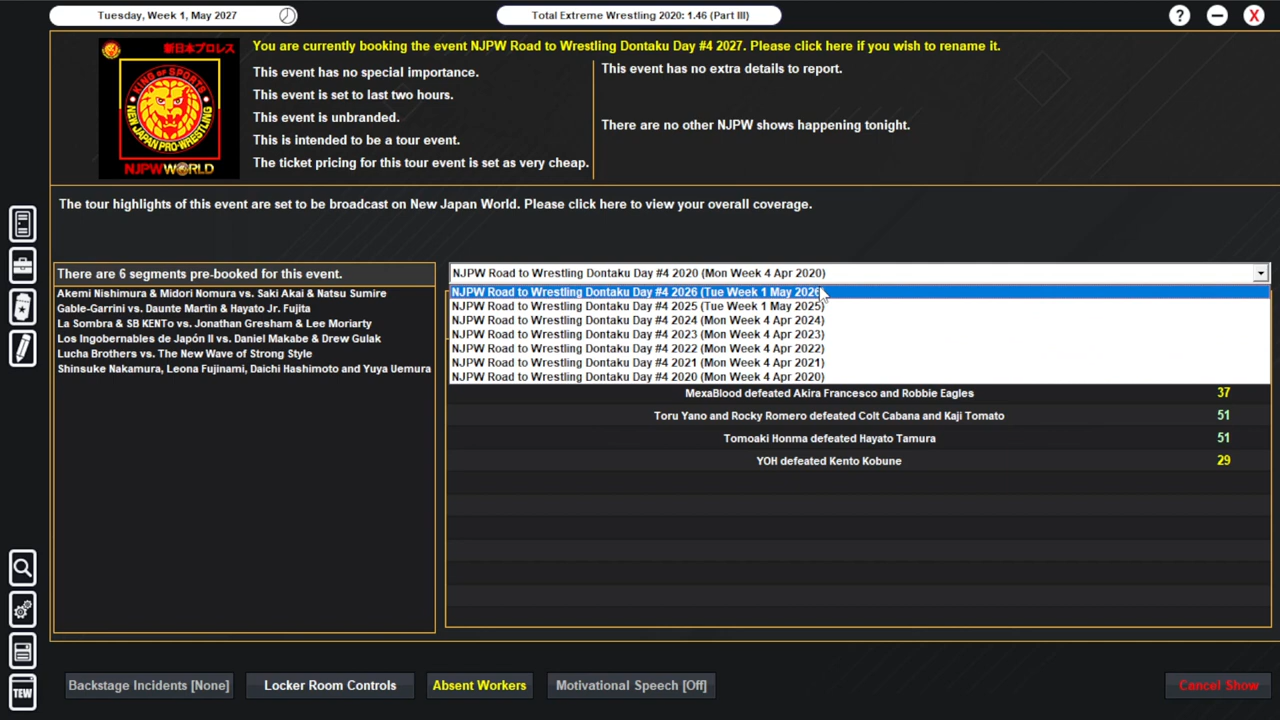 Tuesday, Week 1, May 2027
Total Extreme Wrestling 2020: 1.46 (Part III)
?
X
新日本プロレス
KING OF SPORTS
NEW JAPAN PRO-WRESTLING
NJPWWORLD
You are currently booking the event NJPW Road to Wrestling Dontaku Day #4 2027. Please click here if you wish to rename it.
This event has no special importance.
This event is set to last two hours.
This event is unbranded.
This is intended to be a tour event.
The ticket pricing for this tour event is set as very cheap.
This event has no extra details to report.
There are no other NJPW shows happening tonight.
The tour highlights of this event are set to be broadcast on New Japan World. Please click here to view your overall coverage.
There are 6 segments pre-booked for this event.
Akemi Nishimura & Midori Nomura vs. Saki Akai & Natsu Sumire
Gable-Garrini vs. Daunte Martin & Hayato Jr. Fujita
La Sombra & SB KENTo vs. Jonathan Gresham & Lee Moriarty
Los Ingobernables de Japón II vs. Daniel Makabe & Drew Gulak
Lucha Brothers vs. The New Wave of Strong Style
Shinsuke Nakamura, Leona Fujinami, Daichi Hashimoto and Yuya Uemura
NJPW Road to Wrestling Dontaku Day #4 2020 (Mon Week 4 Apr 2020)
NJPW Road to Wrestling Dontaku Day #4 2026 (Tue Week 1 May 2026)
NJPW Road to Wrestling Dontaku Day #4 2025 (Tue Week 1 May 2025)
NJPW Road to Wrestling Dontaku Day #4 2024 (Mon Week 4 Apr 2024)
NJPW Road to Wrestling Dontaku Day #4 2023 (Mon Week 4 Apr 2023)
NJPW Road to Wrestling Dontaku Day #4 2022 (Mon Week 4 Apr 2022)
NJPW Road to Wrestling Dontaku Day #4 2021 (Mon Week 4 Apr 2021)
NJPW Road to Wrestling Dontaku Day #4 2020 (Mon Week 4 Apr 2020)
MexaBlood defeated Akira Francesco and Robbie Eagles 37
Toru Yano and Rocky Romero defeated Colt Cabana and Kaji Tomato 51
Tomoaki Honma defeated Hayato Tamura 51
YOH defeated Kento Kobune 29
TEW
Backstage Incidents [None]
Locker Room Controls
Absent Workers
Motivational Speech [Off]
Cancel Show